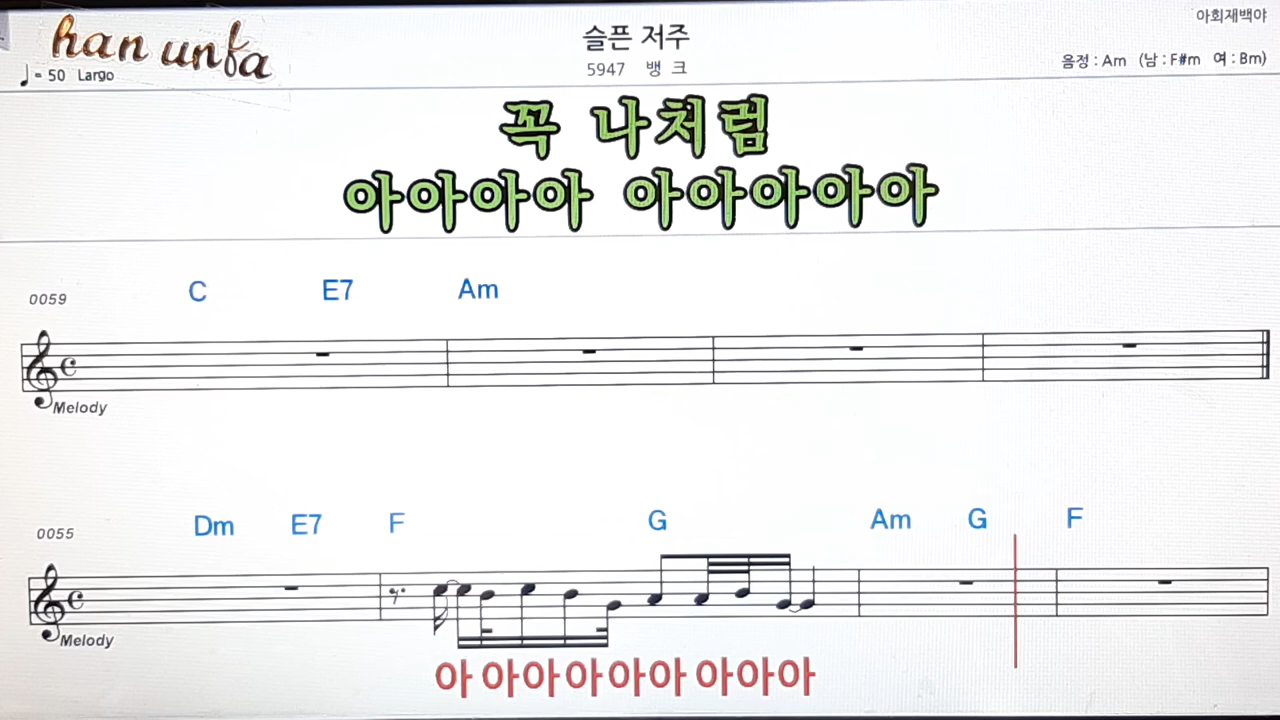 han unfa
슬픈 저주
아회재백야
♩= 50 Largo
5947 뱅 크
음정 : Am (남 : F#m 여 : Bm)
꼭 나처럼
아아아아 아아아아아
0059 C E7 Am
Melody
0055 Dm E7 F G Am G F
Melody
아 아아아아아 아아아